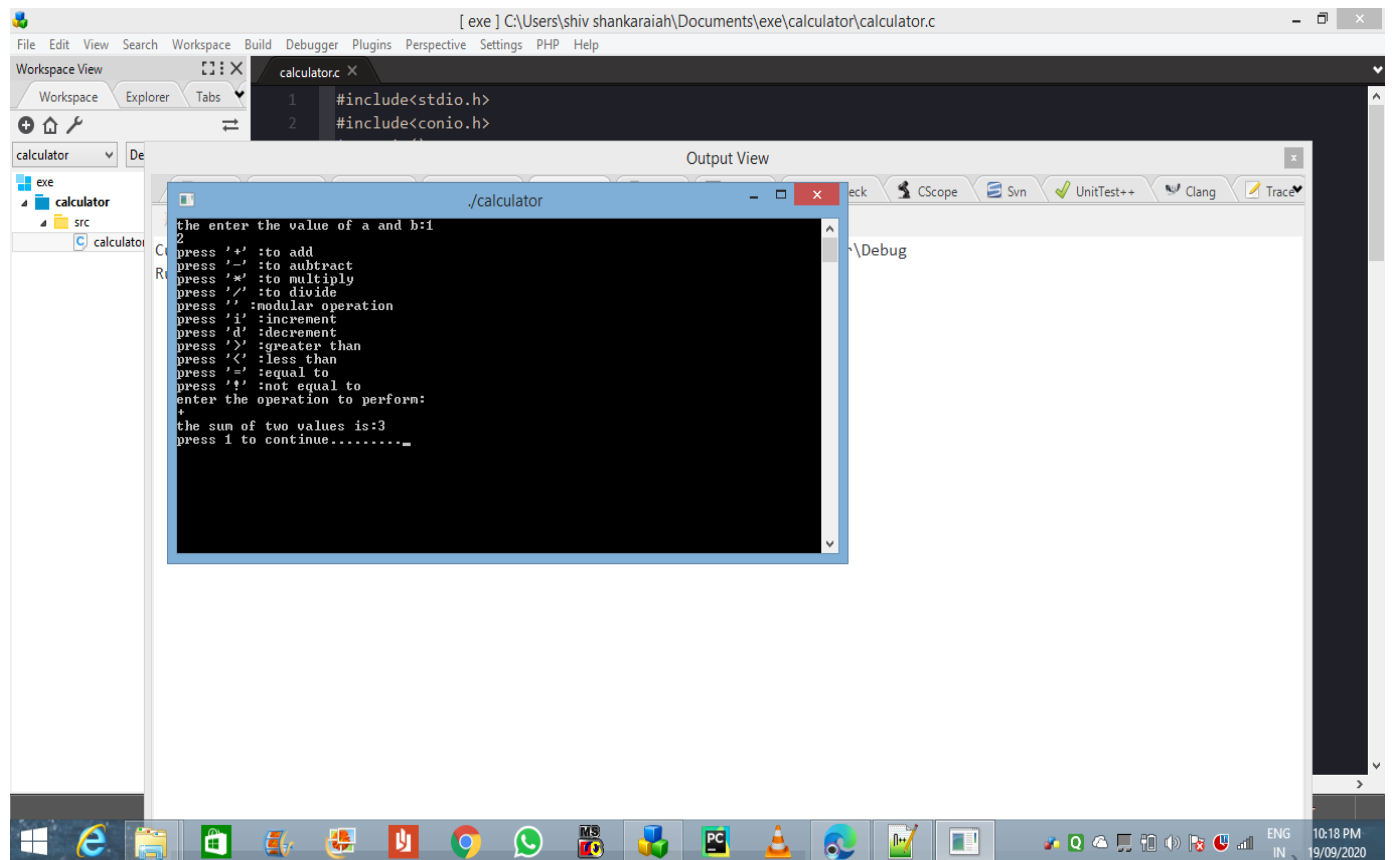 [ exe ] C:\Users\shiv shankaraiah\Documents\exe\calculator\calculator.c
File Edit View Search Workspace Build Debugger Plugins Perspective Settings PHP Help
Workspace View
calculator.c
Workspace Explorer Tabs
1 #include<stdio.h>
2 #include<conio.h>
calculator De
Output View
exe
calculator
src
calculator
eck CScope Svn UnitTest++ Clang Trace
./calculator
\Debug
the enter the value of a and b:1
2
press '+' :to add
press '-' :to aubtract
press '*' :to multiply
press '/' :to divide
press '' :modular operation
press 'i' :increment
press 'd' :decrement
press '>' :greater than
press '<' :less than
press '=' :equal to
press '!' :not equal to
enter the operation to perform:
+
the sum of two values is:3
press 1 to continue........._
MS
PC
ENG
IN
10:18 PM
19/09/2020